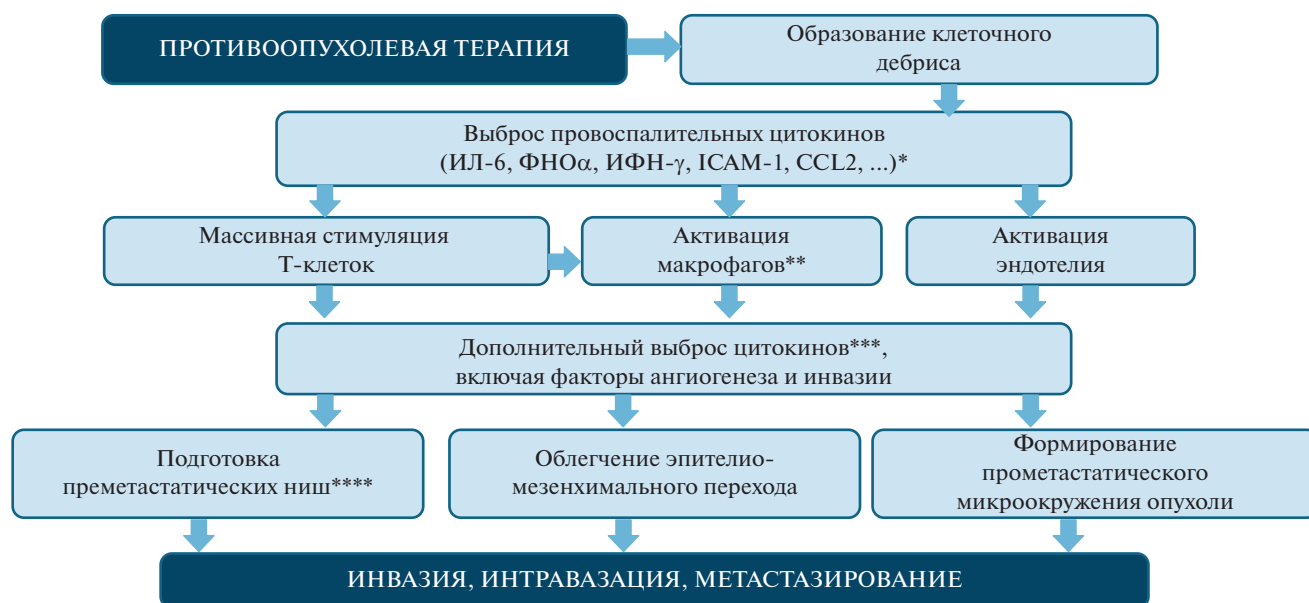 ПРОТИВООПУХОЛЕВАЯ ТЕРАПИЯ
Образование клеточного
дебриса
Выброс провоспалительных цитокинов
(ИЛ-6, ФНОα, ИФН-γ, ICAM-1, CCL2, ...)*
Массивная стимуляция
Т-клеток
Активация
макрофагов**
Активация
эндотелия
Дополнительный выброс цитокинов***,
включая факторы ангиогенеза и инвазии
Подготовка
преметастатических ниш****
Облегчение эпителио-
мезенхимального перехода
Формирование
прометастатического
микроокружения опухоли
ИНВАЗИЯ, ИНТРАВАЗАЦИЯ, МЕТАСТАЗИРОВАНИЕ